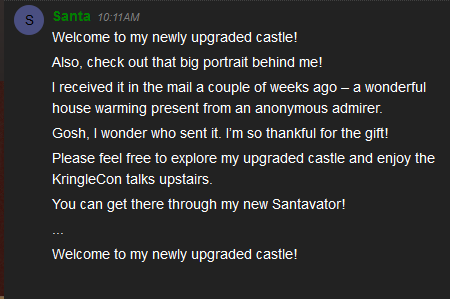 S
Santa 10:11AM
Welcome to my newly upgraded castle!
Also, check out that big portrait behind me!
I received it in the mail a couple of weeks ago – a wonderful
house warming present from an anonymous admirer.
Gosh, I wonder who sent it. I'm so thankful for the gift!
Please feel free to explore my upgraded castle and enjoy the
KringleCon talks upstairs.
You can get there through my new Santavator!
...
Welcome to my newly upgraded castle!